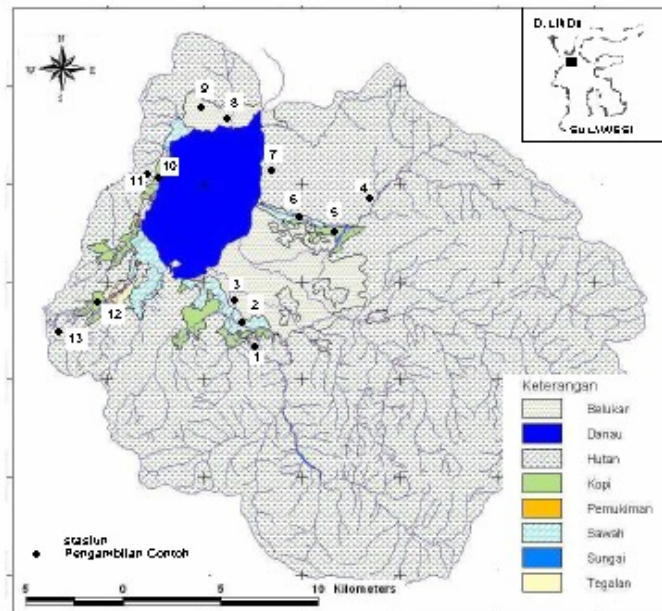 D. LINDU
SULAWESI
9
8
7
10
11
4
6
5
3
2
12
13
1
Keterangan
Belukar
Danau
Hutan
Kopi
Pemukiman
Sawah
Sungai
Tegalan
stasiun
Pengambilan Contoh
5 0 5 10 Kilometers